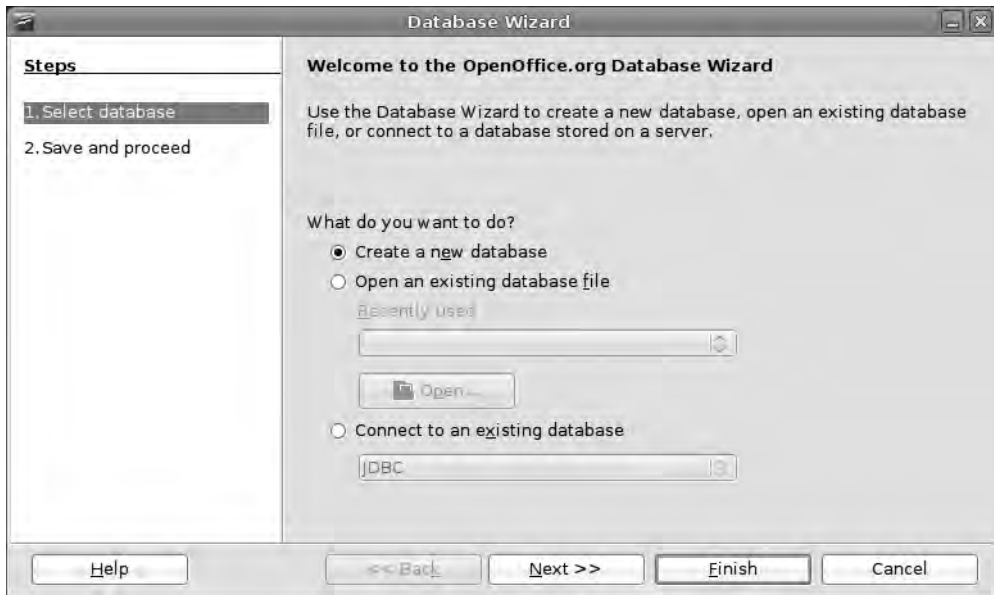 Database Wizard
Steps
1. Select database
2. Save and proceed
Welcome to the OpenOffice.org Database Wizard
Use the Database Wizard to create a new database, open an existing database
file, or connect to a database stored on a server.
What do you want to do?
Create a new database
Open an existing database file
Recently used
Open...
Connect to an existing database
JDBC
Help
<< Back
Next >>
Finish
Cancel